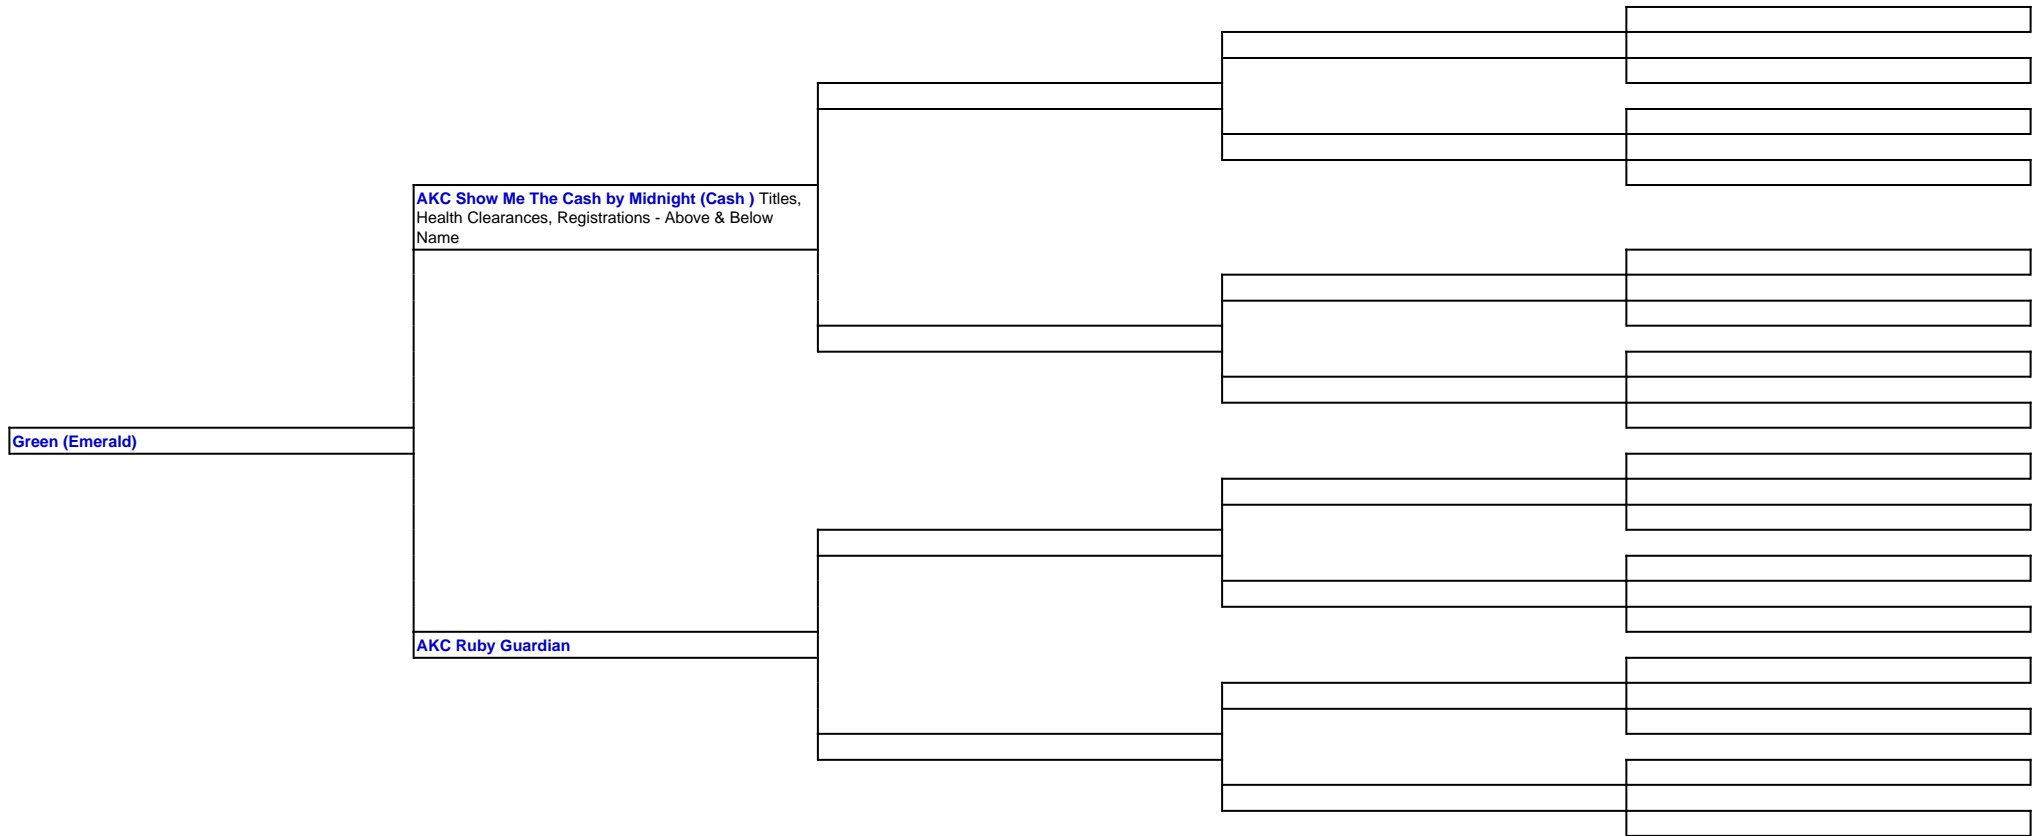 AKC Show Me The Cash by Midnight (Cash ) Titles,
Health Clearances, Registrations - Above & Below
Name
Green (Emerald)
AKC Ruby Guardian